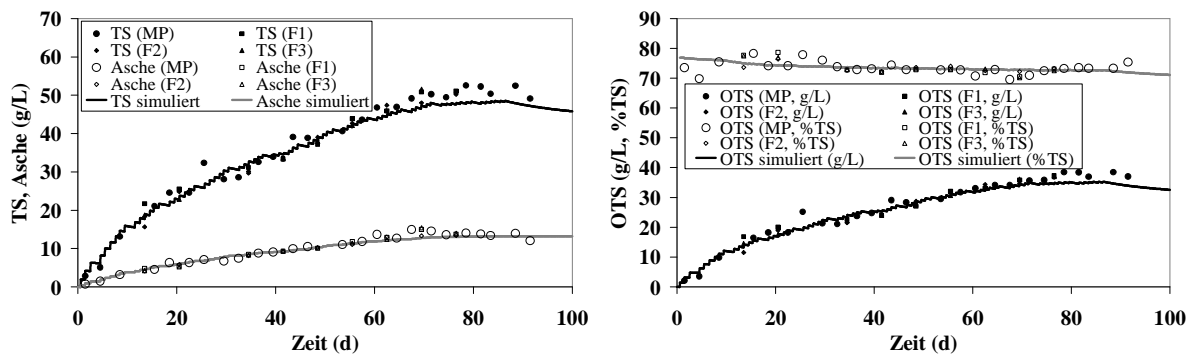 70
60
50
40
30
20
10
0
TS, Asche (g/L)
TS (MP) TS (F1)
TS (F2) TS (F3)
Asche (MP) Asche (F1)
Asche (F2) Asche (F3)
TS simuliert Asche simuliert
0 20 40 60 80 100
Zeit (d)
90
80
70
60
50
40
30
20
10
0
OTS (g/L, %TS)
OTS (MP, g/L) OTS (F1, g/L)
OTS (F2, g/L) OTS (F3, g/L)
OTS (MP, %TS) OTS (F1, %TS)
OTS (F2, %TS) OTS (F3, %TS)
OTS simuliert (g/L) OTS simuliert (%TS)
0 20 40 60 80 100
Zeit (d)